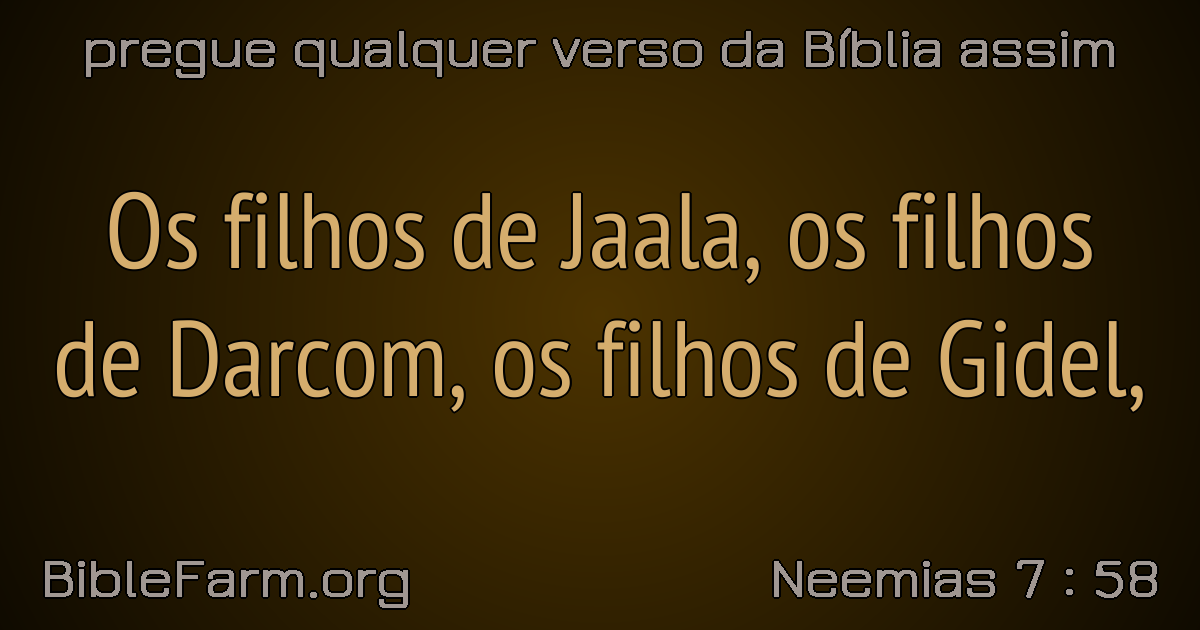 pregue qualquer verso da Bíblia assim
Os filhos de Jaala, os filhos
de Darcom, os filhos de Gidel,
BibleFarm.org
Neemias 7 : 58